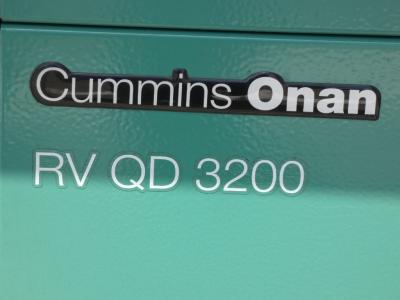 Cummins Onan
RV QD 3200